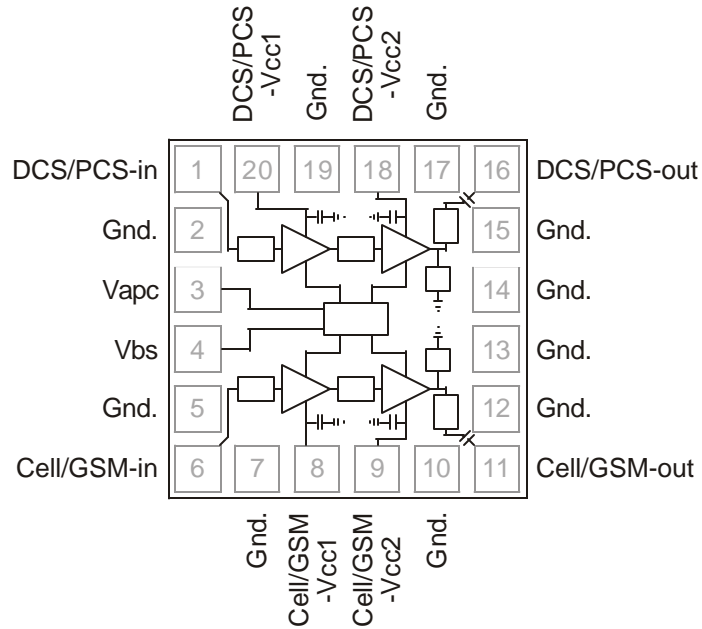 DCS/PCS
-Vcc1
Gnd.
DCS/PCS
-Vcc2
Gnd.
DCS/PCS-in
1
20
19
18
17
16
DCS/PCS-out
Gnd.
2
15
Gnd.
Vapc
3
14
Gnd.
Vbs
4
13
Gnd.
Gnd.
5
12
Gnd.
Cell/GSM-in
6
7
8
9
10
11
Cell/GSM-out
Gnd.
Cell/GSM
-Vcc1
Cell/GSM
-Vcc2
Gnd.